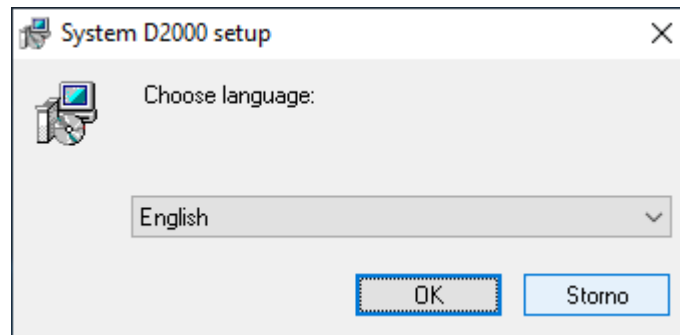 System D2000 setup
Choose language:
English
OK
Storno